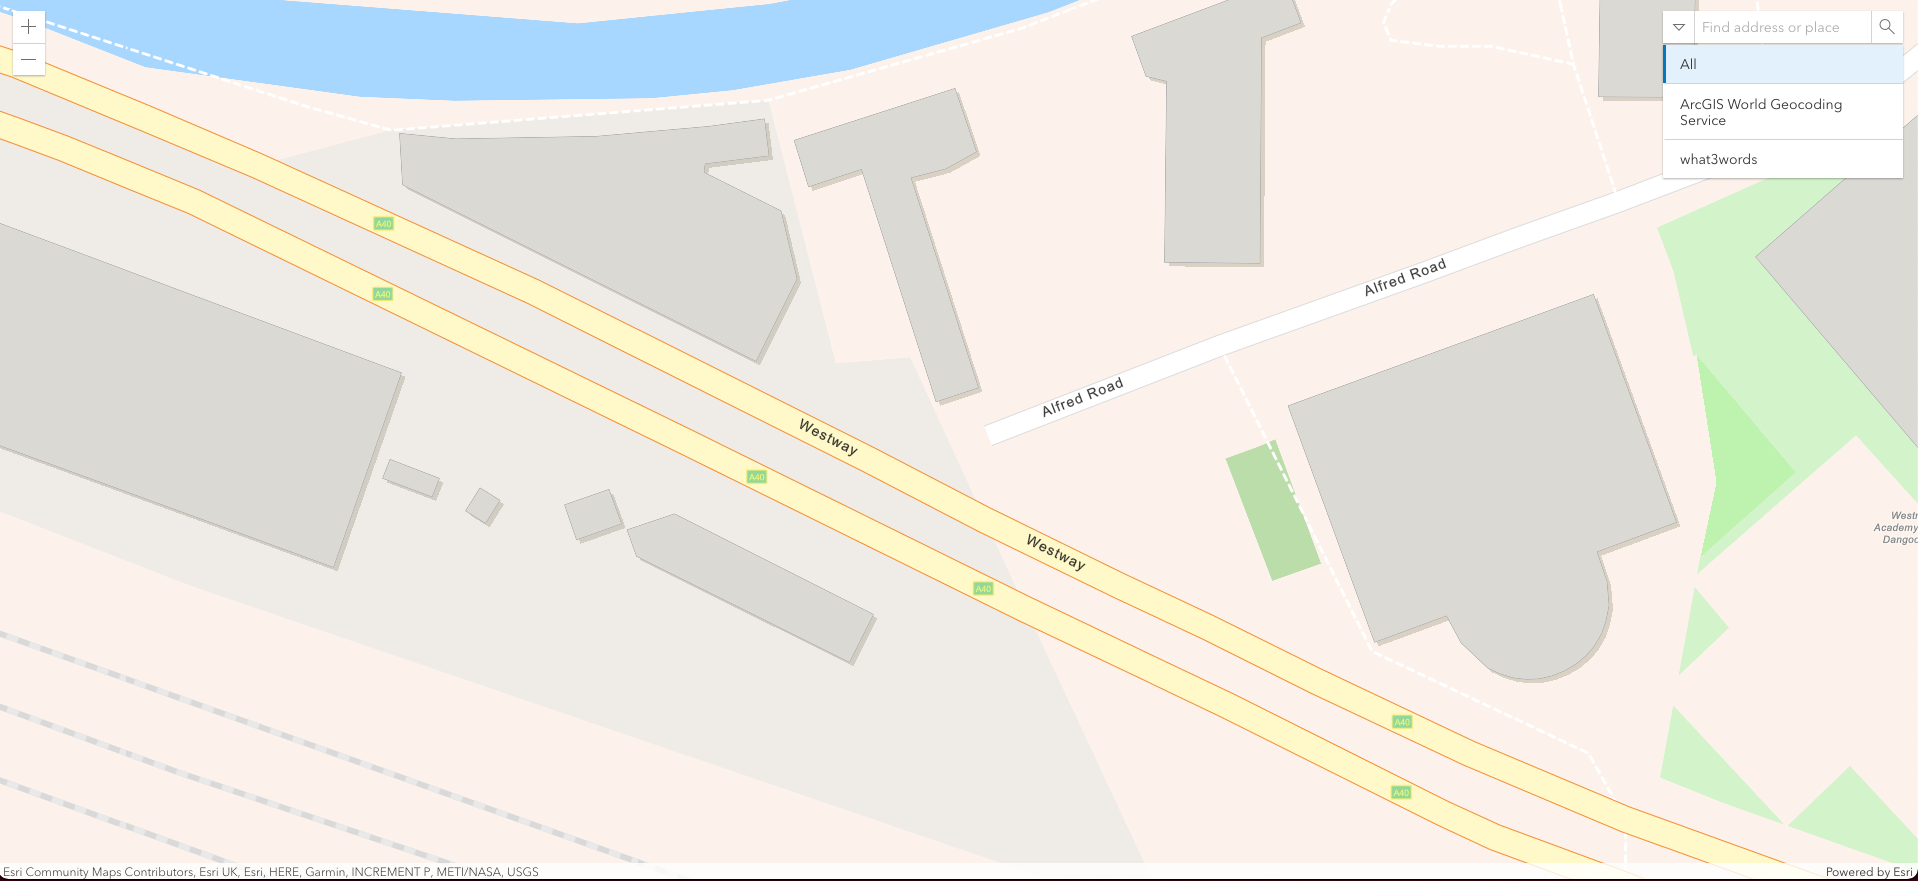 Find address or place
All
ArcGIS World Geocoding
Service
what3words
A40
A40
Alfred Road
Alfred Road
Westway
A40
Westway
A40
Academy
A40
A40
Esri Community Maps Contributors, Esri UK, Esri, HERE, Garmin, INCREMENT P, METI/NASA, USGS
Powered by Esri